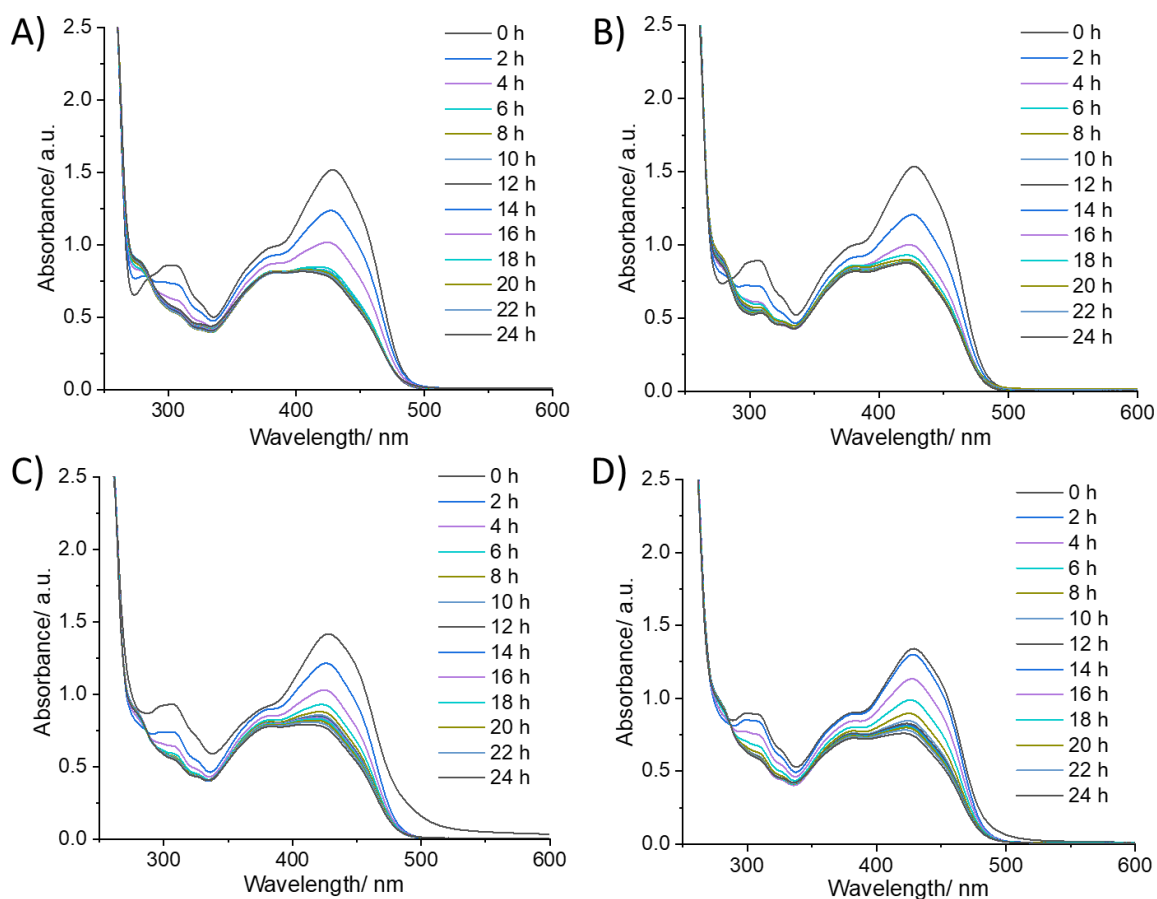 A)
2.5
2.0
1.5
1.0
0.5
0.0
Absorbance/ a.u.
300
400
500
600
Wavelength/ nm
0 h
2 h
4 h
6 h
8 h
10 h
12 h
14 h
16 h
18 h
20 h
22 h
24 h
B)
2.5
2.0
1.5
1.0
0.5
0.0
Absorbance/ a.u.
300
400
500
600
Wavelength/ nm
0 h
2 h
4 h
6 h
8 h
10 h
12 h
14 h
16 h
18 h
20 h
22 h
24 h
C)
2.5
2.0
1.5
1.0
0.5
0.0
Absorbance/ a.u.
300
400
500
600
Wavelength/ nm
0 h
2 h
4 h
6 h
8 h
10 h
12 h
14 h
16 h
18 h
20 h
22 h
24 h
D)
2.5
2.0
1.5
1.0
0.5
0.0
Absorbance/ a.u.
300
400
500
600
Wavelength/ nm
0 h
2 h
4 h
6 h
8 h
10 h
12 h
14 h
16 h
18 h
20 h
22 h
24 h